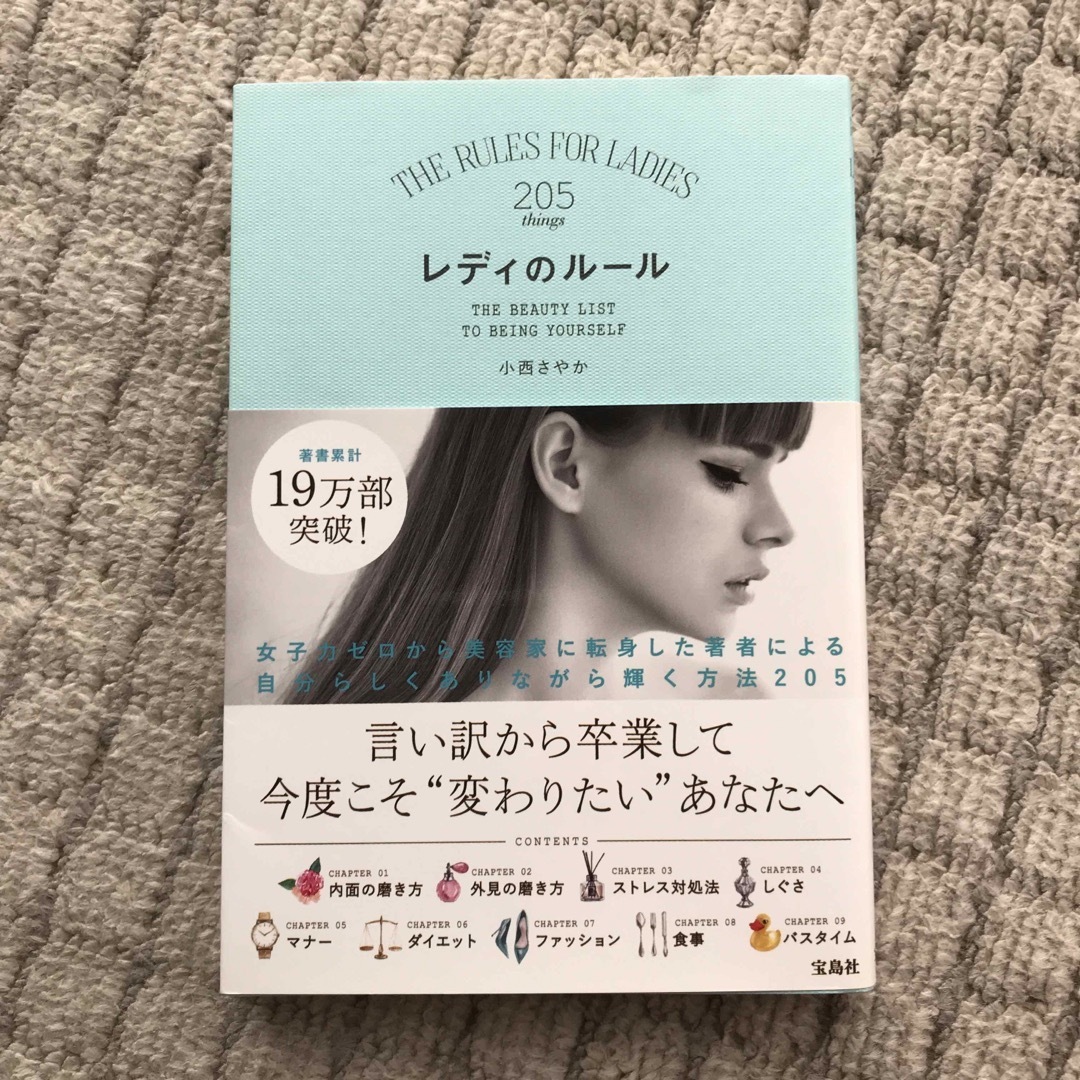 THE RULES FOR LADIES
205
things
レディのルール
THE BEAUTY LIST
TO BEING YOURSELF
小西さやか
著書累計
19万部
突破!
女子力ゼロから美容家に転身した著者による
自分らしくありながら輝く方法205
言い訳から卒業して
今度こそ“変わりたい”あなたへ
CONTENTS
CHAPTER 01
内面の磨き方
CHAPTER 02
外見の磨き方
CHAPTER 03
ストレス対処法
CHAPTER 04
しぐさ
CHAPTER 05
マナー
CHAPTER 06
ダイエット
CHAPTER 07
ファッション
CHAPTER 08
食事
CHAPTER 09
バスタイム
宝島社